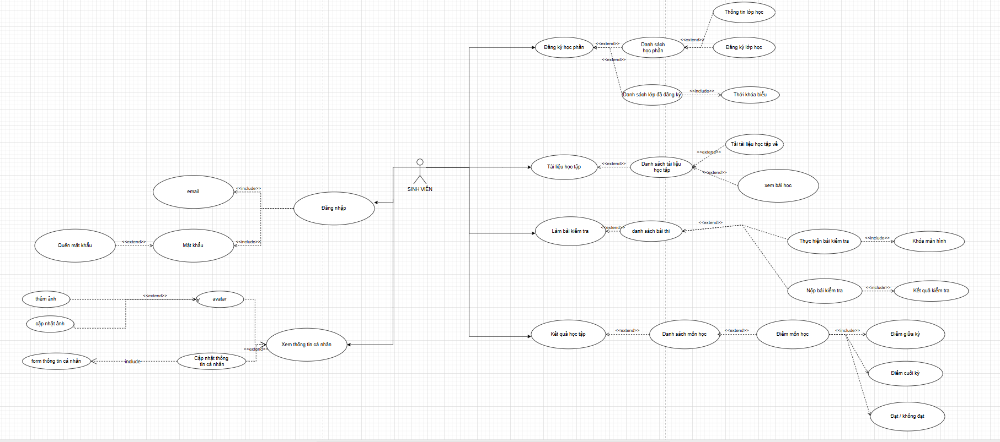 Thông tin lớp học
<<extend>>
Đăng ký học phần
<<extend>>
Danh sách
học phần
Đăng ký lớp học
<<extend>>
Danh sách lớp đã đăng ký
<<include>>
Thời khóa biểu
Tải tài liệu học tập về
<<extend>>
Tài liệu học tập
<<extend>>
Danh sách tài liệu
học tập
<<extend>>
xem bài học
SINH VIÊN
email
<<include>>
Đăng nhập
Quên mật khẩu
<<extend>>
Mật khẩu
<<include>>
Làm bài kiểm tra
<<extend>>
danh sách bài thi
<<extend>>
Thực hiện bài kiểm tra
<<include>>
Khóa màn hình
Nộp bài kiểm tra
<<include>>
Kết quả kiểm tra
thêm ảnh
<<extend>>
avatar
cập nhật ảnh
Xem thông tin cá nhân
<<extend>>
form thông tin cá nhân
include
Cập nhật thông
tin cá nhân
Kết quả học tập
<<extend>>
Danh sách môn học
<<extend>>
Điểm môn học
<<include>>
Điểm giữa kỳ
Điểm cuối kỳ
Đạt / không đạt